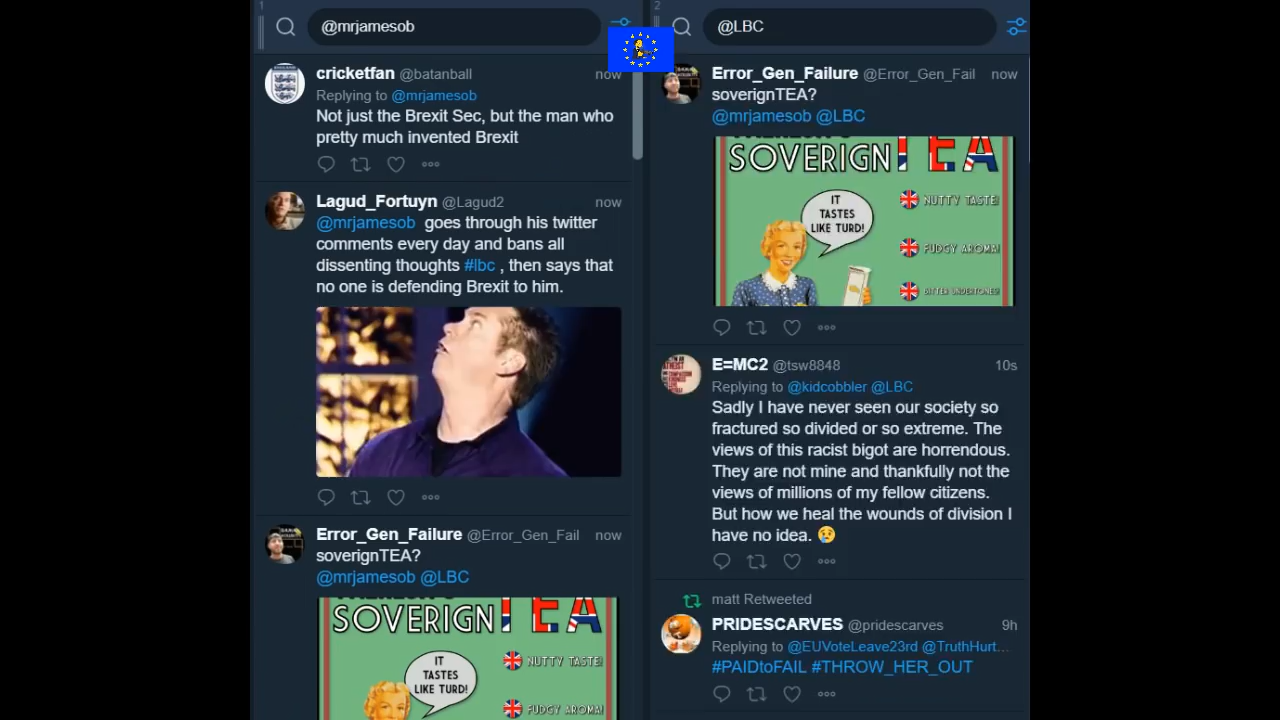 1
@mrjamesob
cricketfan @batanball now
Replying to @mrjamesob
Not just the Brexit Sec, but the man who
pretty much invented Brexit
Lagud_Fortuyn @Lagud2 now
@mrjamesob goes through his twitter
comments every day and bans all
dissenting thoughts #lbc , then says that
no one is defending Brexit to him.
Error_Gen_Failure @Error_Gen_Fail now
soverignTEA?
@mrjamesob @LBC
SOVERIGNTEA
IT
TASTES
LIKE TURD!
NUTTY TASTE!
FUDGY AROMA!
2
@LBC
Error_Gen_Failure @Error_Gen_Fail now
soverignTEA?
@mrjamesob @LBC
SOVERIGNTEA
IT
TASTES
LIKE TURD!
NUTTY TASTE!
FUDGY AROMA!
BITTER UNDERTONES!
E=MC2 @tsw8848 10s
Replying to @kidcobbler @LBC
Sadly I have never seen our society so
fractured so divided or so extreme. The
views of this racist bigot are horrendous.
They are not mine and thankfully not the
views of millions of my fellow citizens.
But how we heal the wounds of division I
have no idea. 😢
matt Retweeted
PRIDESCARVES @pridescarves 9h
Replying to @EUVoteLeave23rd @TruthHurt...
#PAIDtoFAIL #THROW_HER_OUT